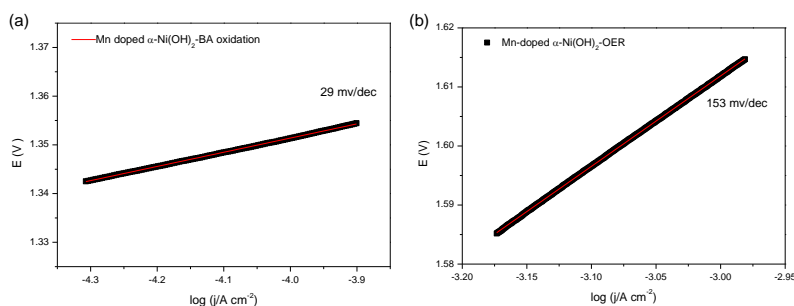 (a)
Mn doped α-Ni(OH)2-BA oxidation
29 mv/dec
E (V)
1.37
1.36
1.35
1.34
1.33
-4.3
-4.2
-4.1
-4.0
-3.9
log (j/A cm-2)
(b)
Mn-doped α-Ni(OH)2-OER
153 mv/dec
E (V)
1.62
1.61
1.60
1.59
1.58
-3.20
-3.15
-3.10
-3.05
-3.00
-2.95
log (j/A cm-2)